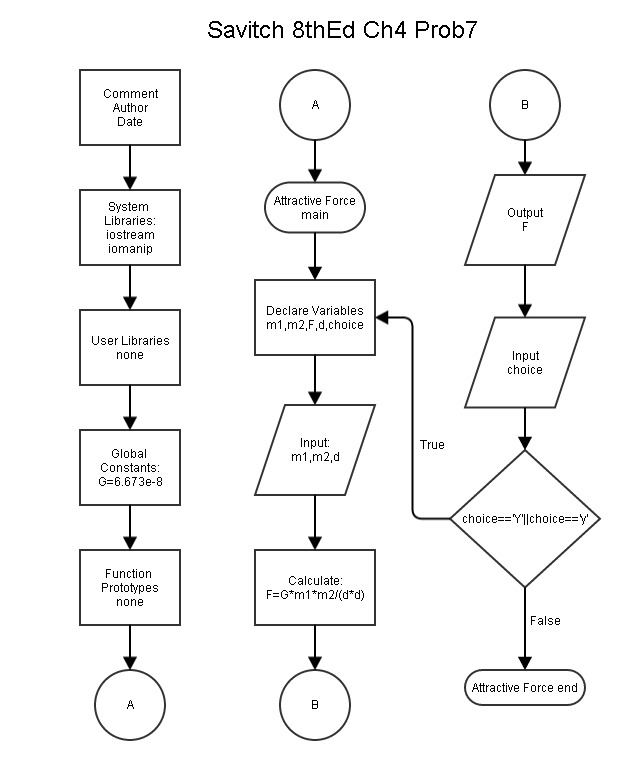 Savitch 8thEd Ch4 Prob7
Comment
Author
Date
System
Libraries:
iostream
iomanip
User Libraries
none
Global
Constants:
G=6.673e-8
Function
Prototypes
none
A
A
Attractive Force
main
Declare Variables
m1,m2,F,d,choice
Input:
m1,m2,d
Calculate:
F=G*m1*m2/(d*d)
B
B
Output
F
Input
choice
True
choice=='Y'||choice=='y'
False
Attractive Force end